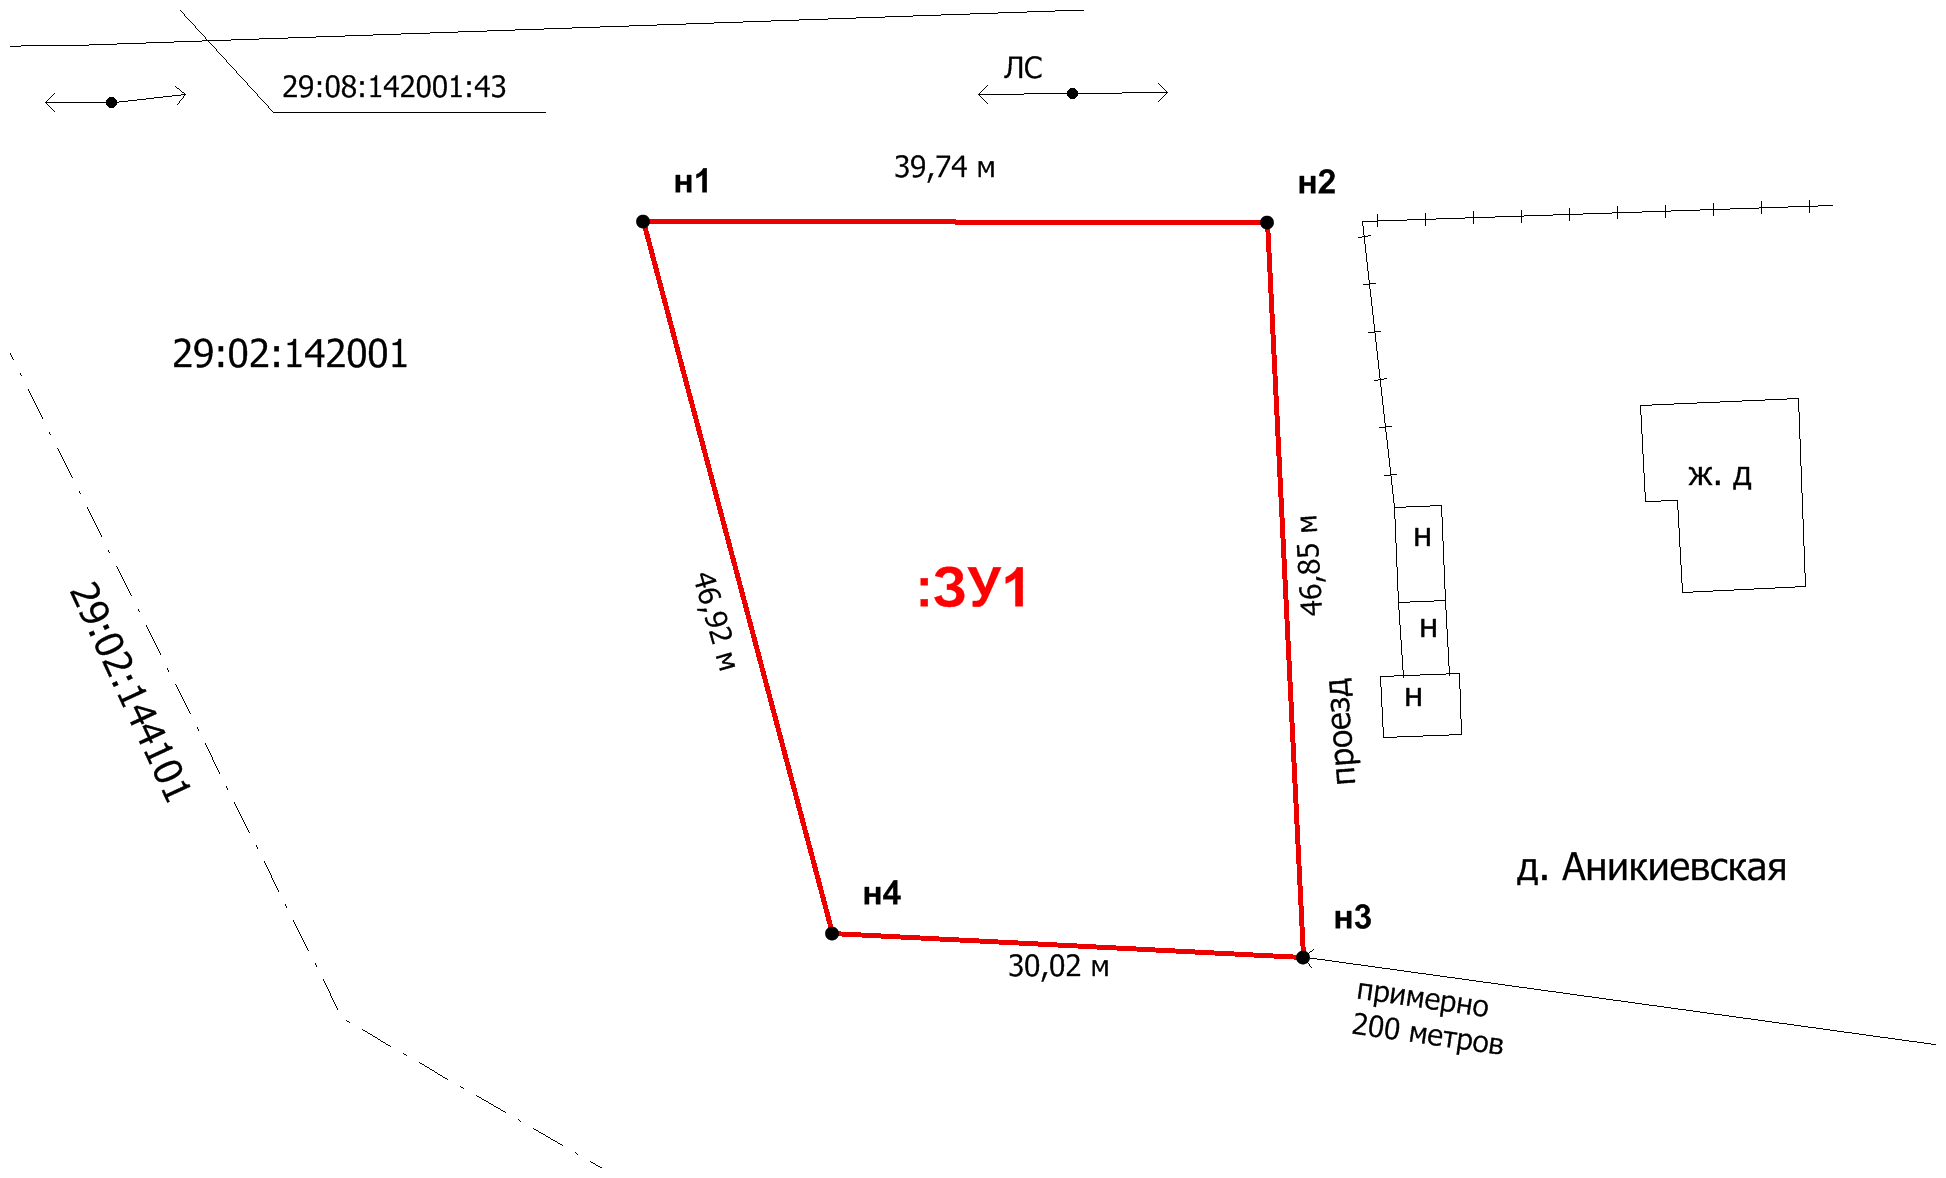 29:08:142001:43
ЛС
39,74 м
н1
н2
29:02:142001
ж. д
н
46,85 м
:ЗУ1
46,92 м
н
н
29:02:144101
проезд
д. Аникиевская
н4
н3
30,02 м
примерно
200 метров